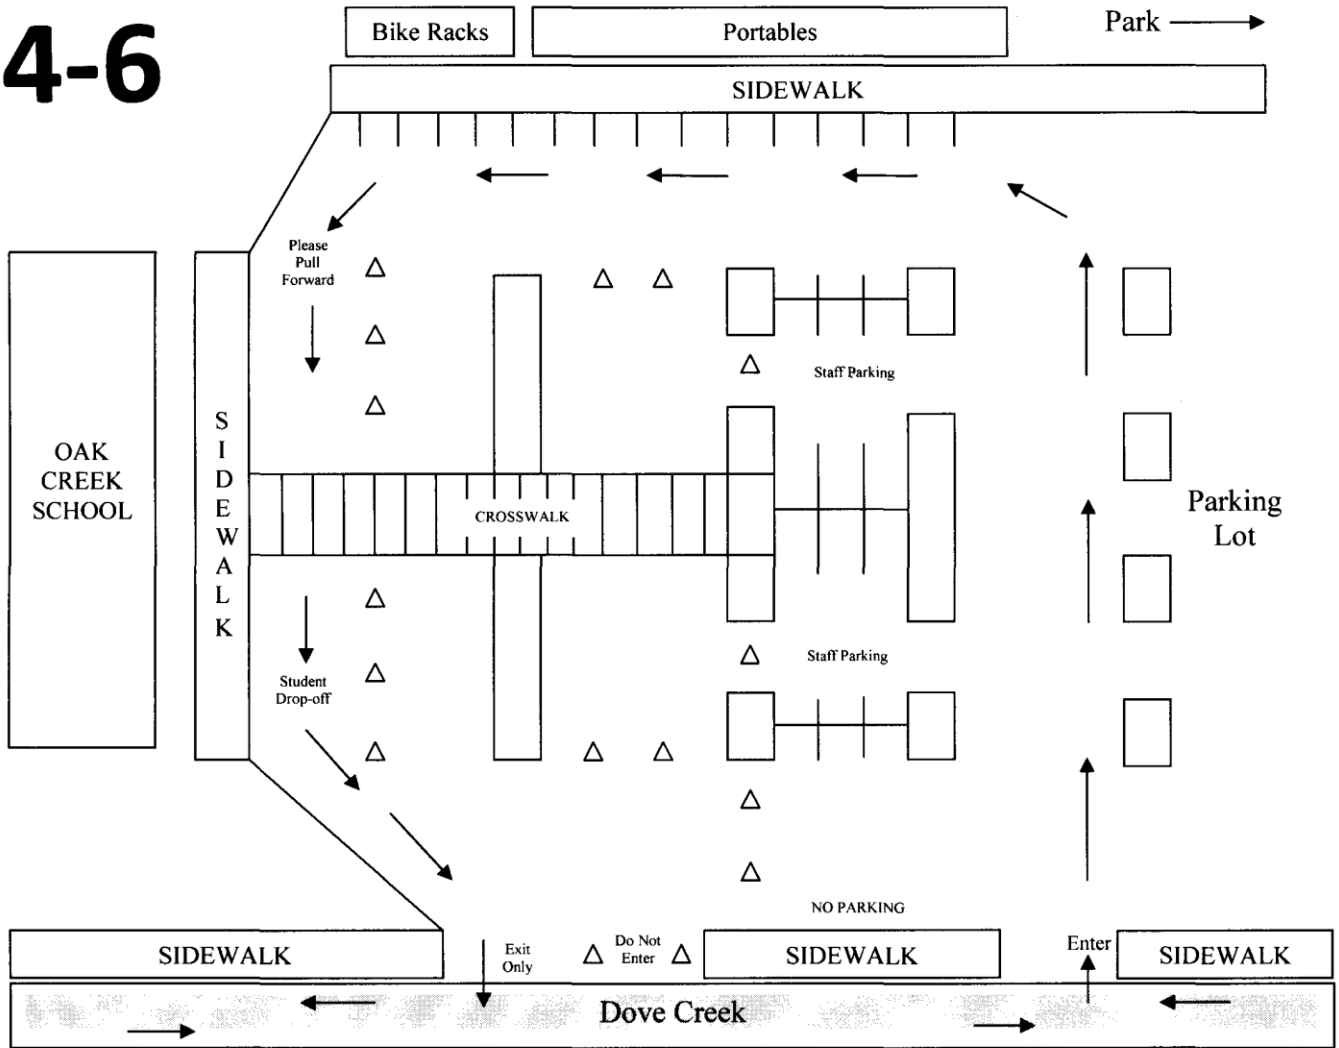 4-6
Bike Racks
Portables
Park
SIDEWALK
Please
Pull
Forward
Staff Parking
OAK
CREEK
SCHOOL
S
I
D
E
W
A
L
K
CROSSWALK
Parking
Lot
Staff Parking
Student
Drop-off
NO PARKING
SIDEWALK
Exit
Only
Do Not
Enter
SIDEWALK
Enter
SIDEWALK
Dove Creek